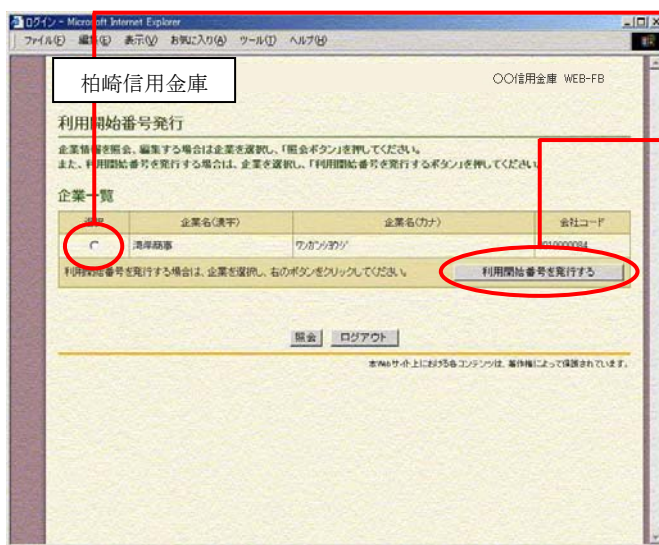 ログイン - Microsoft Internet Explorer
ファイル(F) 編集(E) 表示(V) お気に入り(A) ツール(T) ヘルプ(H)
柏崎信用金庫
〇〇信用金庫 WEB-FB
利用開始番号発行
企業情報を照会、編集する場合は企業を選択し、「照会ボタン」を押してください。
また、利用開始番号を発行する場合は、企業を選択し、「利用開始番号を発行するボタン」を押してください。
企業一覧
選択 企業名(漢字) 企業名(カナ) 会社コード
湾岸商事 ワンガンシヨウジ 910000084
利用開始番号を発行する場合は、企業を選択し、右のボタンをクリックしてください。 利用開始番号を発行する
照会 ログアウト
本Webサイト上における各コンテンツは、著作権によって保護されています。